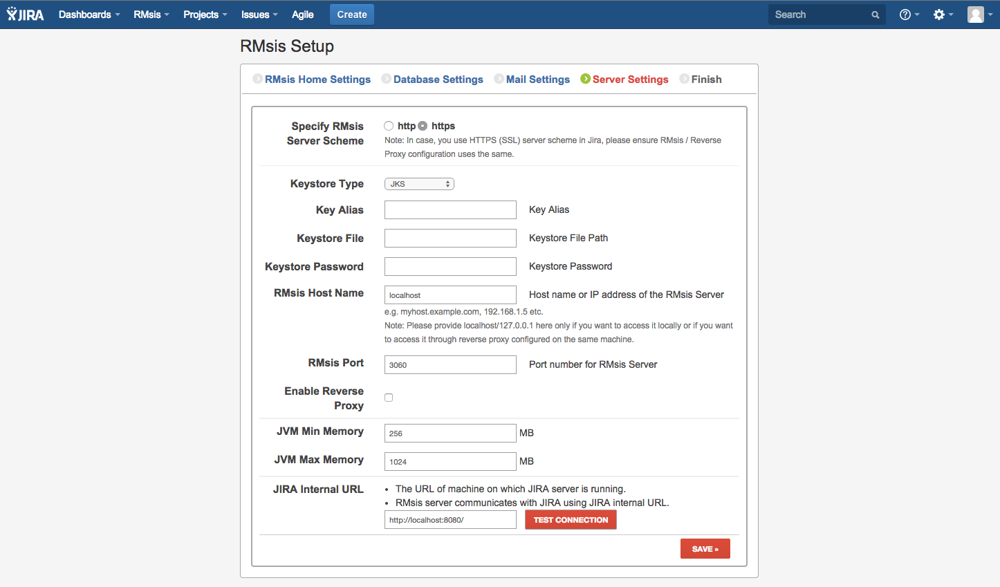 JIRA Dashboards RMsis Projects Issues Agile Create Search
RMsis Setup
RMsis Home Settings Database Settings Mail Settings Server Settings Finish
Specify RMsis http https
Server Scheme
Note: In case, you use HTTPS (SSL) server scheme in Jira, please ensure RMsis / Reverse
Proxy configuration uses the same.
Keystore Type JKS
Key Alias Key Alias
Keystore File Keystore File Path
Keystore Password Keystore Password
RMsis Host Name localhost Host name or IP address of the RMsis Server
e.g. myhost.example.com, 192.168.1.5 etc.
Note: Please provide localhost/127.0.0.1 here only if you want to access it locally or if you want
to access it through reverse proxy configured on the same machine.
RMsis Port 3060 Port number for RMsis Server
Enable Reverse
Proxy
JVM Min Memory 256 MB
JVM Max Memory 1024 MB
JIRA Internal URL • The URL of machine on which JIRA server is running.
• RMsis server communicates with JIRA using JIRA internal URL.
http://localhost:8080/ TEST CONNECTION
SAVE »